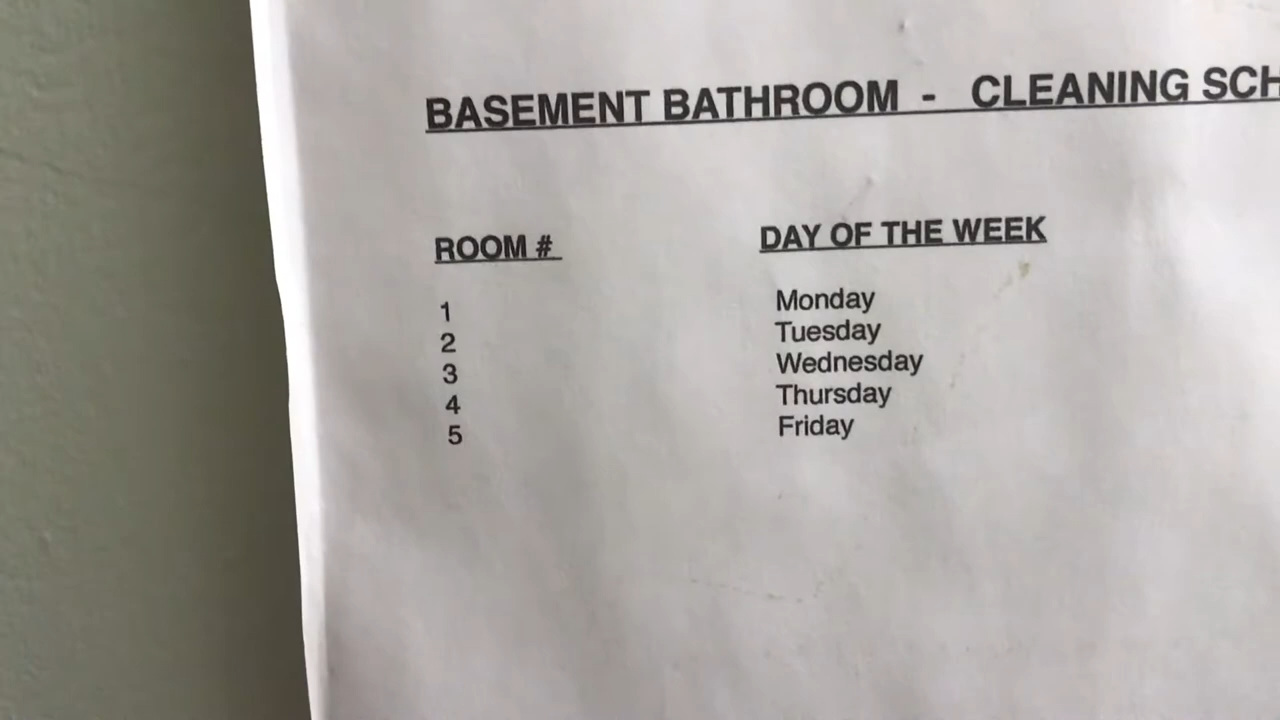 BASEMENT BATHROOM - CLEANING SCH
ROOM # DAY OF THE WEEK
1 Monday
2 Tuesday
3 Wednesday
4 Thursday
5 Friday